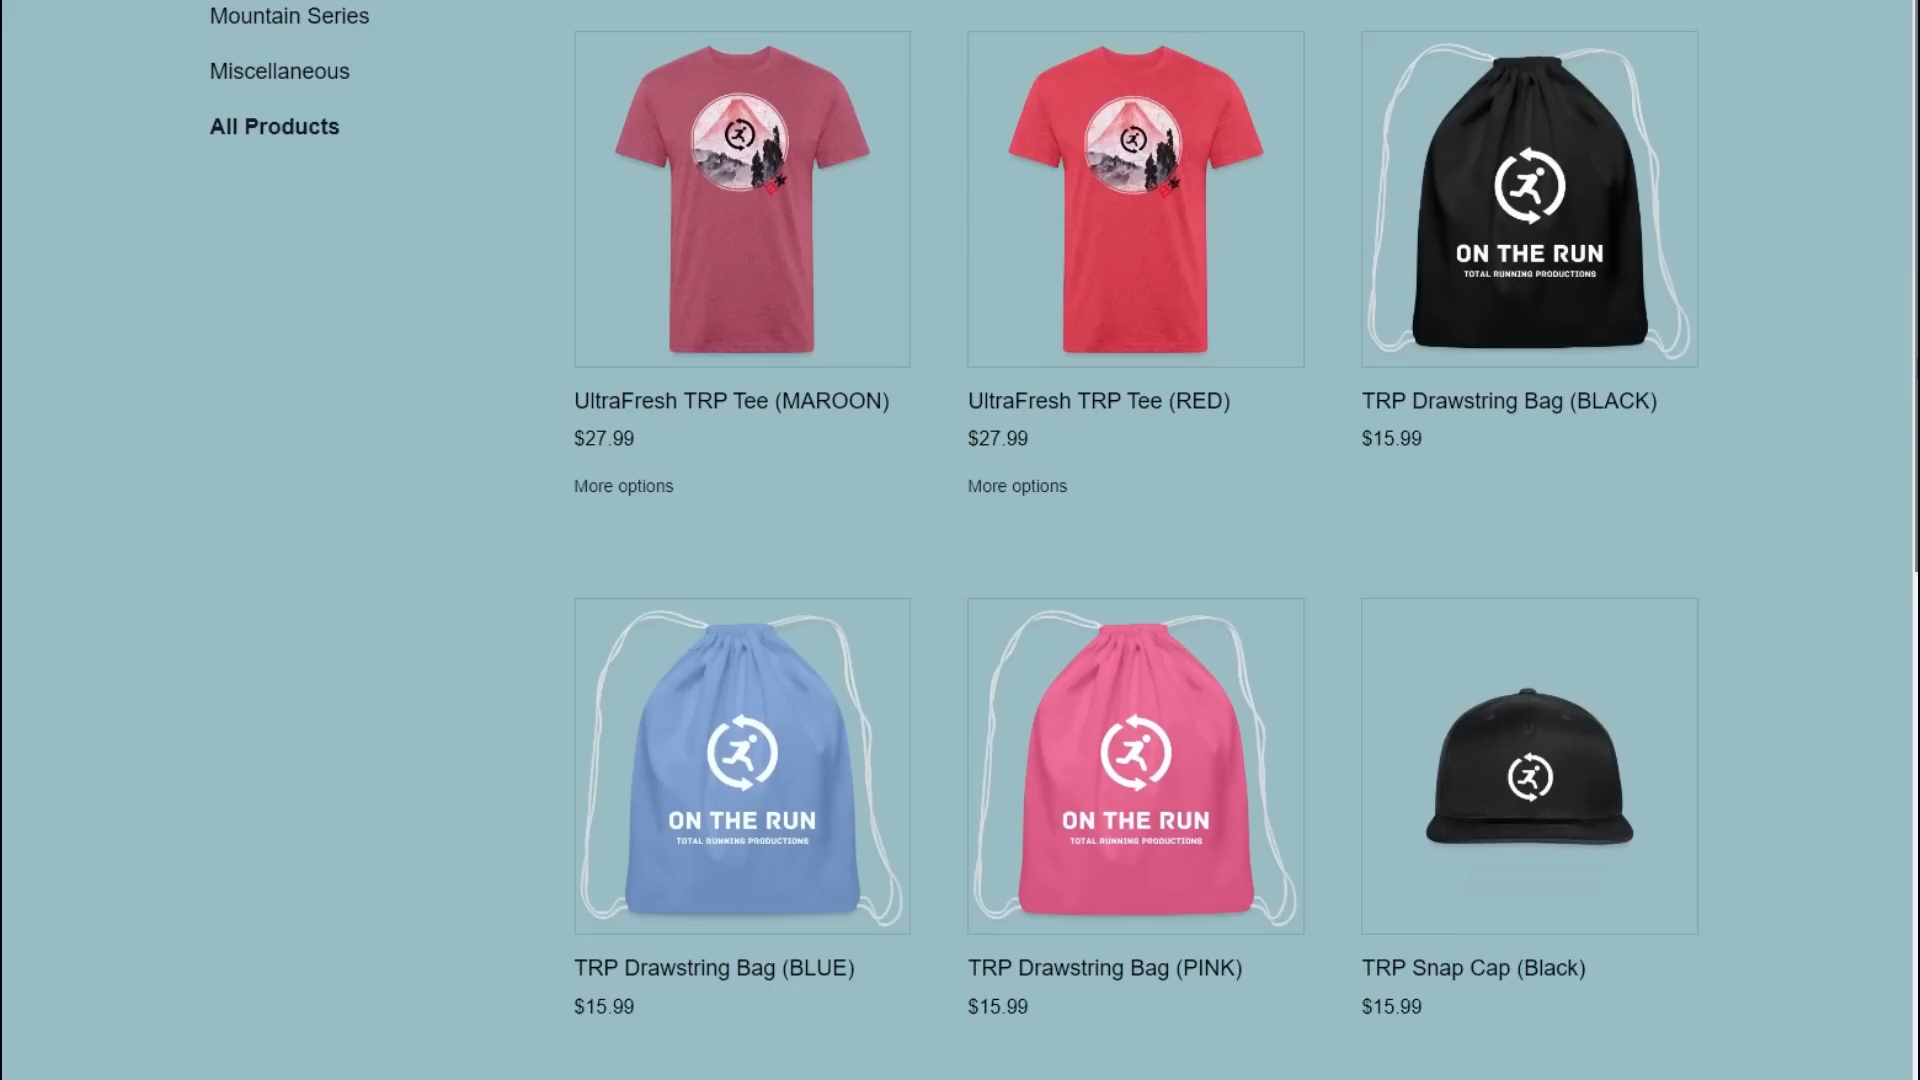 Mountain Series
Miscellaneous
All Products
ON THE RUN
TOTAL RUNNING PRODUCTIONS
UltraFresh TRP Tee (MAROON)
$27.99
More options
UltraFresh TRP Tee (RED)
$27.99
More options
TRP Drawstring Bag (BLACK)
$15.99
ON THE RUN
TOTAL RUNNING PRODUCTIONS
ON THE RUN
TOTAL RUNNING PRODUCTIONS
TRP Drawstring Bag (BLUE)
$15.99
TRP Drawstring Bag (PINK)
$15.99
TRP Snap Cap (Black)
$15.99